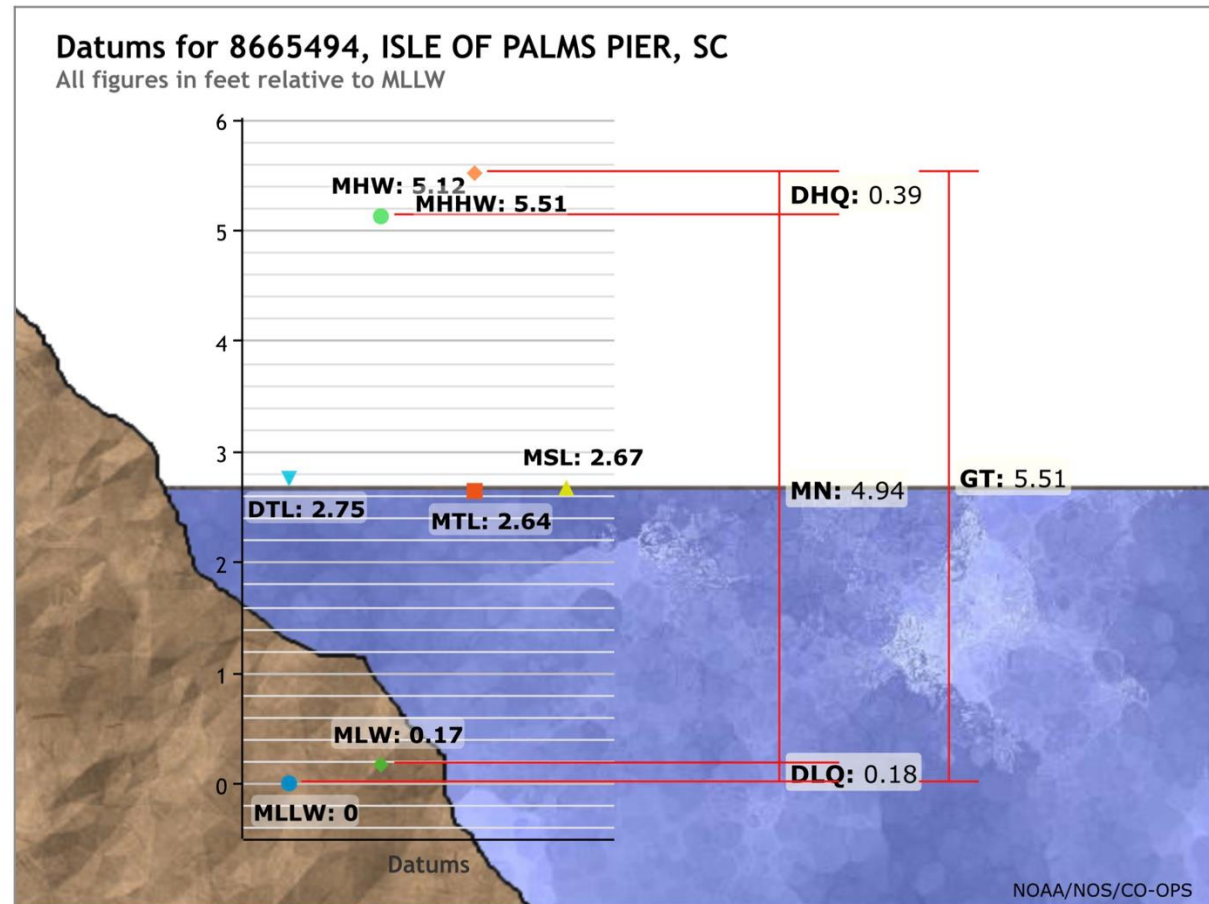 Datums for 8665494, ISLE OF PALMS PIER, SC
All figures in feet relative to MLLW
6
MHW: 5.12
DHQ: 0.39
MHHW: 5.51
5
4
3
MSL: 2.67
GT: 5.51
MN: 4.94
DTL: 2.75
MTL: 2.64
2
1
MLW: 0.17
DLQ: 0.18
0
MLLW: 0
Datums
NOAA/NOS/CO-OPS